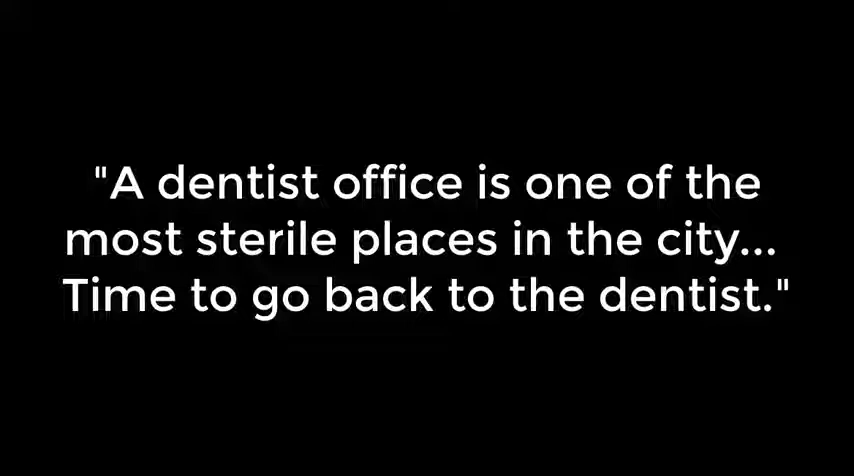 "A dentist office is one of the
most sterile places in the city...
Time to go back to the dentist."